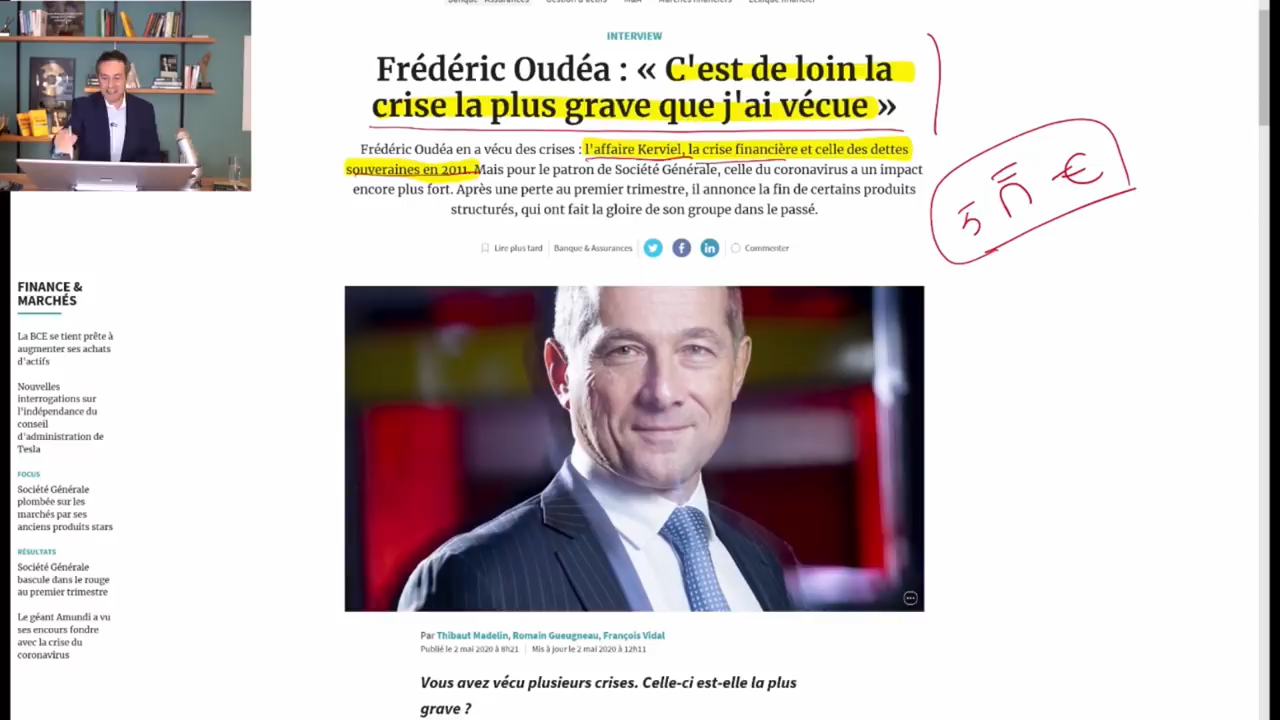 Banque - Assurances Gestion d'actifs M&A Marchés financiers Lexique financier
INTERVIEW
Frédéric Oudéa : « C'est de loin la
crise la plus grave que j'ai vécue »
Frédéric Oudéa en a vécu des crises : l'affaire Kerviel, la crise financière et celle des dettes
souveraines en 2011. Mais pour le patron de Société Générale, celle du coronavirus a un impact
encore plus fort. Après une perte au premier trimestre, il annonce la fin de certains produits
structurés, qui ont fait la gloire de son groupe dans le passé.
5 Π €
Lire plus tard Banque & Assurances Commenter
FINANCE &
MARCHÉS
La BCE se tient prête à
augmenter ses achats
d'actifs
Nouvelles
interrogations sur
l'indépendance du
conseil
d'administration de
Tesla
FOCUS
Société Générale
plombée sur les
marchés par ses
anciens produits stars
RÉSULTATS
Société Générale
bascule dans le rouge
au premier trimestre
Le géant Amundi a vu
ses encours fondre
avec la crise du
coronavirus
Par Thibaut Madelin, Romain Gueugneau, François Vidal
Publié le 2 mai 2020 à 8h21 Mis à jour le 2 mai 2020 à 12h11
Vous avez vécu plusieurs crises. Celle-ci est-elle la plus
grave ?